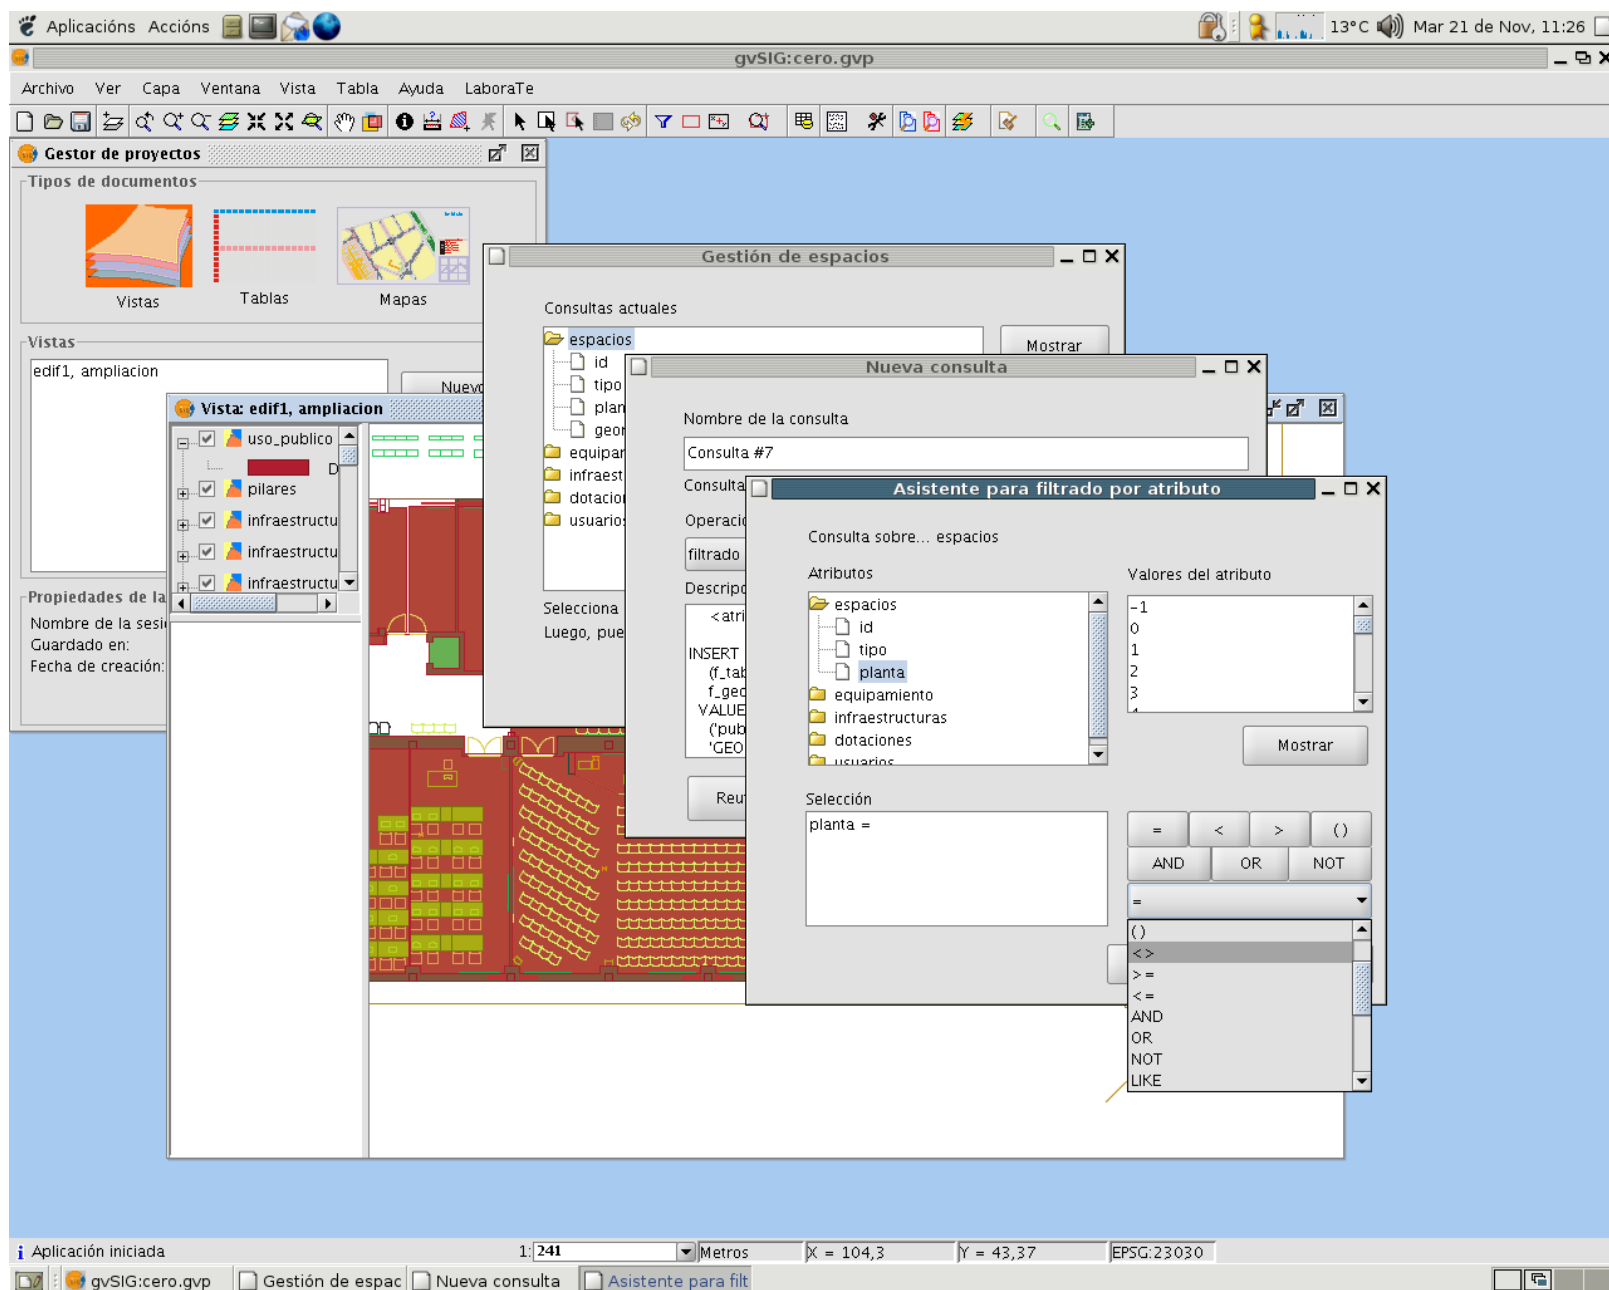 Aplicacións Accións
13°C Mar 21 de Nov, 11:26
gvSIG:cero.gvp
Archivo Ver Capa Ventana Vista Tabla Ayuda LaboraTe
Gestor de proyectos
Tipos de documentos
Vistas Tablas Mapas
Vistas
edif1, ampliacion
Nuevo
Propiedades de la
Nombre de la sesi
Guardado en:
Fecha de creación:
Vista: edif1, ampliacion
uso_publico
D
pilares
infraestructu
infraestructu
infraestructu
Gestión de espacios
Consultas actuales
espacios
id
tipo
plan
geor
equipar
infraest
dotacion
usuarios
Mostrar
Selecciona
Luego, pue
Nueva consulta
Nombre de la consulta
Consulta #7
Consulta
Operació
filtrado
Descripc
<atri
INSERT
(f_tab
f_geo
VALUE
('pub
'GEO
Reut
Asistente para filtrado por atributo
Consulta sobre... espacios
Atributos
espacios
id
tipo
planta
equipamiento
infraestructuras
dotaciones
usuarios
Valores del atributo
-1
0
1
2
3
Mostrar
Selección
planta =
= < > ()
AND OR NOT
=
()
<>
>=
<=
AND
OR
NOT
LIKE
Aplicación iniciada
1: 241 Metros X = 104,3 Y = 43,37 EPSG:23030
gvSIG:cero.gvp Gestión de espac Nueva consulta Asistente para filt